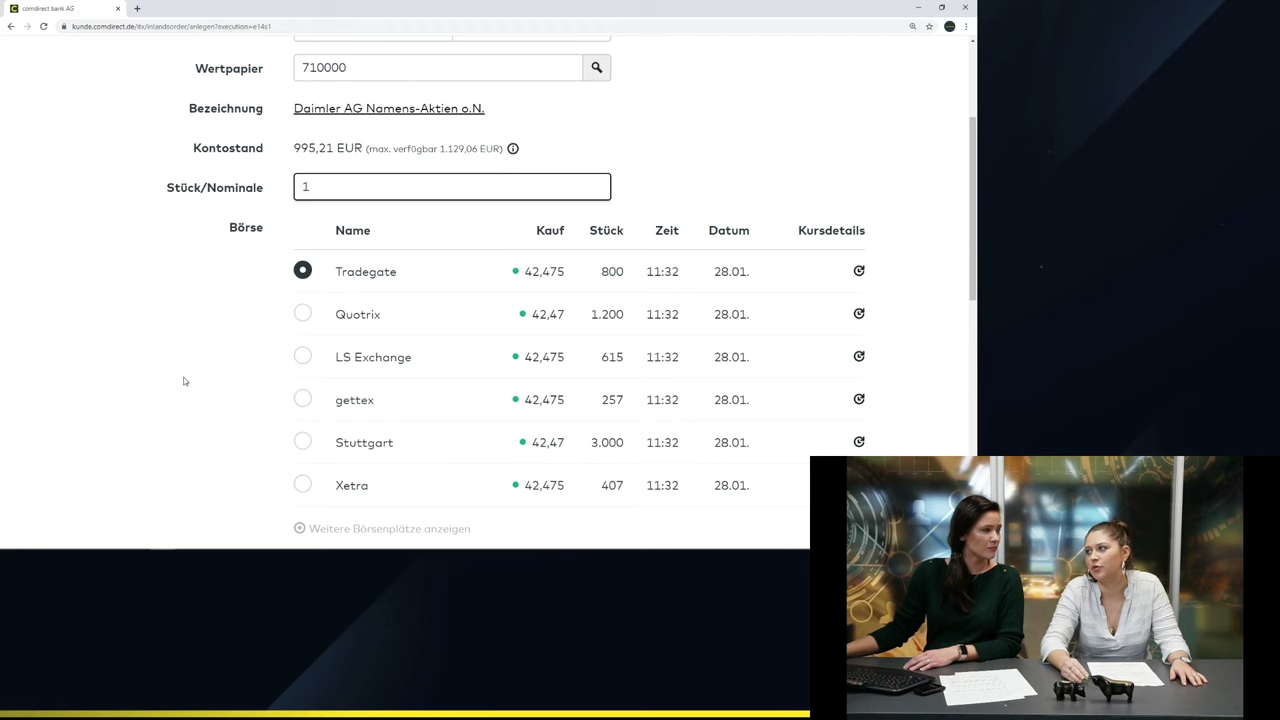 comdirect bank AG
kunde.comdirect.de/itx/inlandsorder/anlegen?execution=e14s1
Wertpapier 710000
Bezeichnung Daimler AG Namens-Aktien o.N.
Kontostand 995,21 EUR (max. verfügbar 1.129,06 EUR)
Stück/Nominale 1
Börse Name Kauf Stück Zeit Datum Kursdetails
Tradegate 42,475 800 11:32 28.01.
Quotrix 42,47 1.200 11:32 28.01.
LS Exchange 42,475 615 11:32 28.01.
gettex 42,475 257 11:32 28.01.
Stuttgart 42,47 3.000 11:32 28.01.
Xetra 42,475 407 11:32 28.01.
Weitere Börsenplätze anzeigen